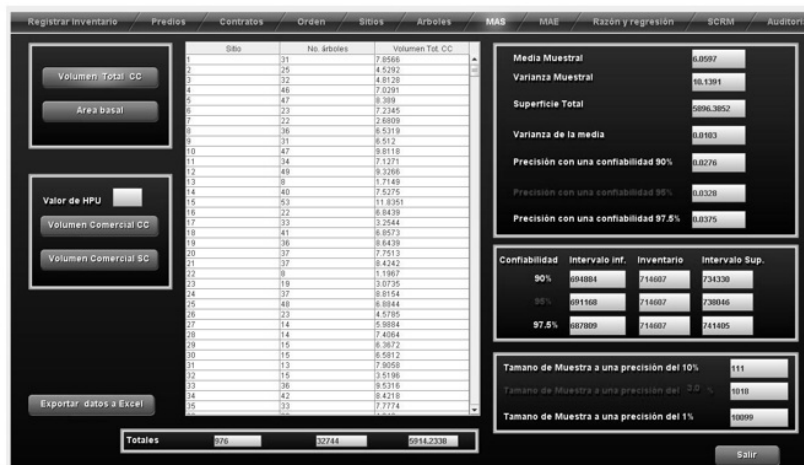 Registrar Inventario Predios Contratos Orden Sitios Arboles MAS MAE Razón y regresión SCRM Auditori
Volumen Total CC
Area basal
Valor de HPU
Volumen Comercial CC
Volumen Comercial SC
Exportar datos a Excel
Sitio No. árboles Volumen Tot. CC
1 31 7.8566
2 25 4.5292
3 32 4.8128
4 46 7.0291
5 47 8.389
6 23 7.2345
7 22 2.6809
8 36 6.5319
9 31 6.512
10 47 9.8118
11 34 7.1271
12 49 9.3266
13 8 1.7149
14 40 7.5275
15 53 11.8351
16 22 6.8439
17 33 3.2544
18 41 6.8573
19 36 8.6439
20 37 7.7513
21 37 8.4242
22 8 1.1967
23 19 3.0735
24 37 8.8154
25 48 6.8844
26 23 4.5785
27 14 5.9884
28 14 7.4064
29 15 6.3672
30 15 6.5812
31 13 7.9058
32 15 3.5196
33 36 9.5316
34 42 8.4218
35 33 7.7774
Totales 976 32744 5914.2338
Media Muestral 6.0597
Varianza Muestral 10.1391
Superficie Total 5896.3852
Varianza de la media 0.0103
Precisión con una confiabilidad 90% 0.0276
Precisión con una confiabilidad 95% 0.0328
Precisión con una confiabilidad 97.5% 0.0375
Confiabilidad Intervalo inf. Inventario Intervalo Sup.
90% 694884 714607 734330
95% 691168 714607 738046
97.5% 687809 714607 741405
Tamano de Muestra a una precisión del 10% 111
Tamano de Muestra a una precisión del 3.0 % 1018
Tamano de Muestra a una precisión del 1% 10099
Salir